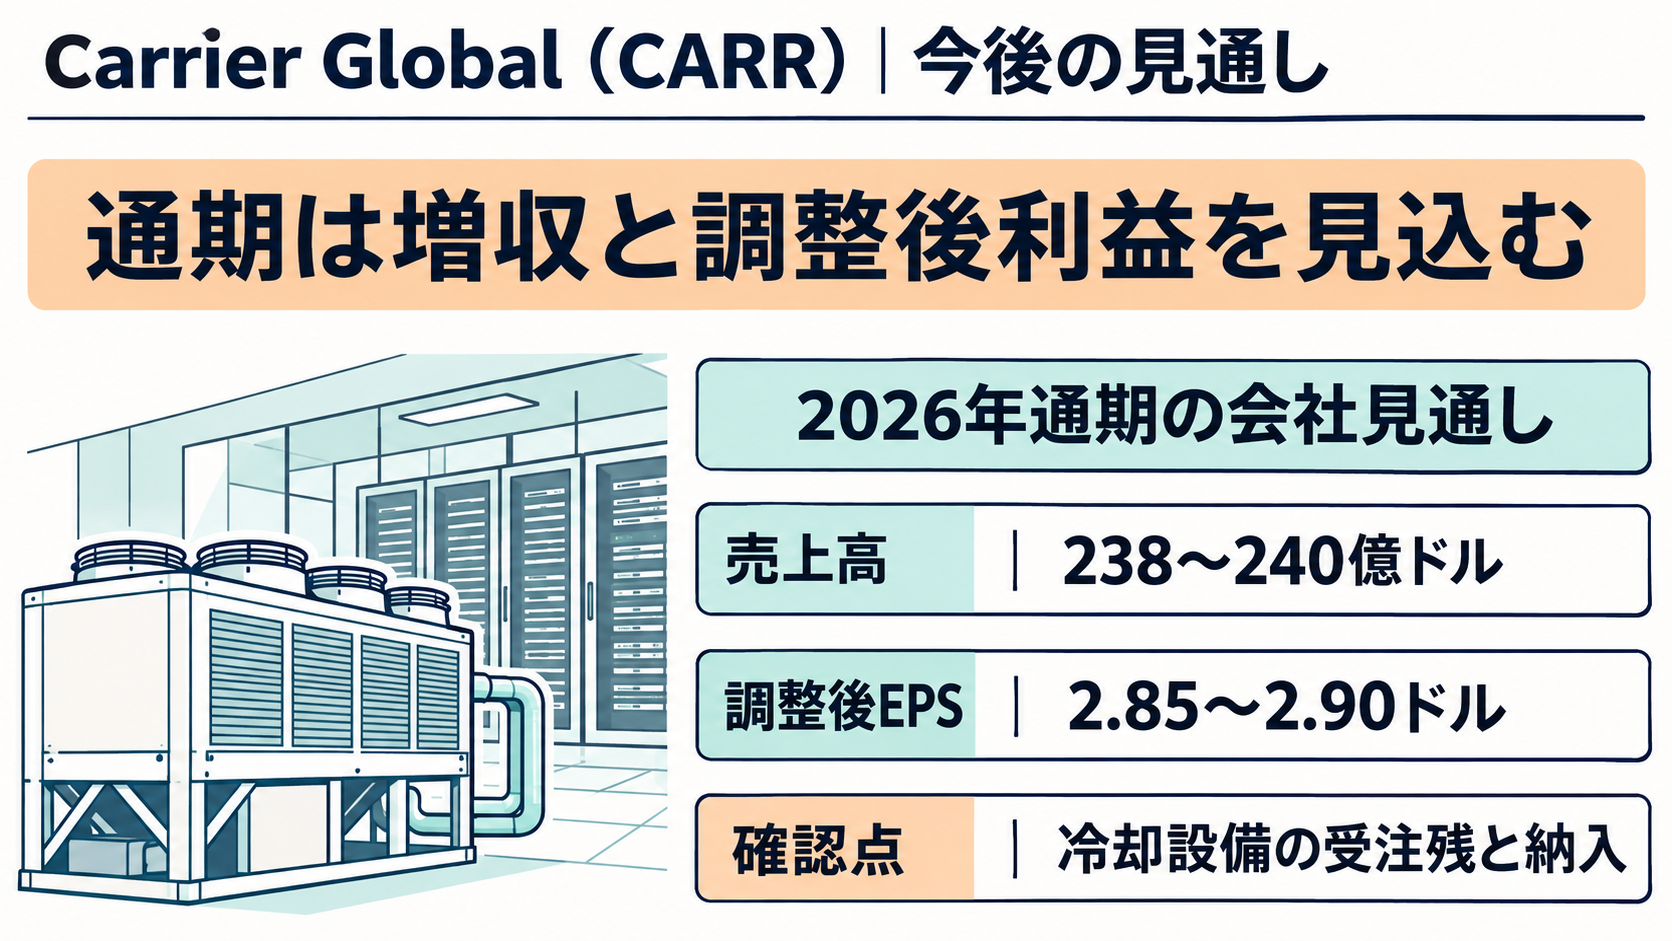 Carrier Global（CARR）｜今後の見通し
通期は増収と調整後利益を見込む
2026年通期の会社見通し
売上高｜238～240億ドル
調整後EPS｜2.85～2.90ドル
確認点｜冷却設備の受注残と納入